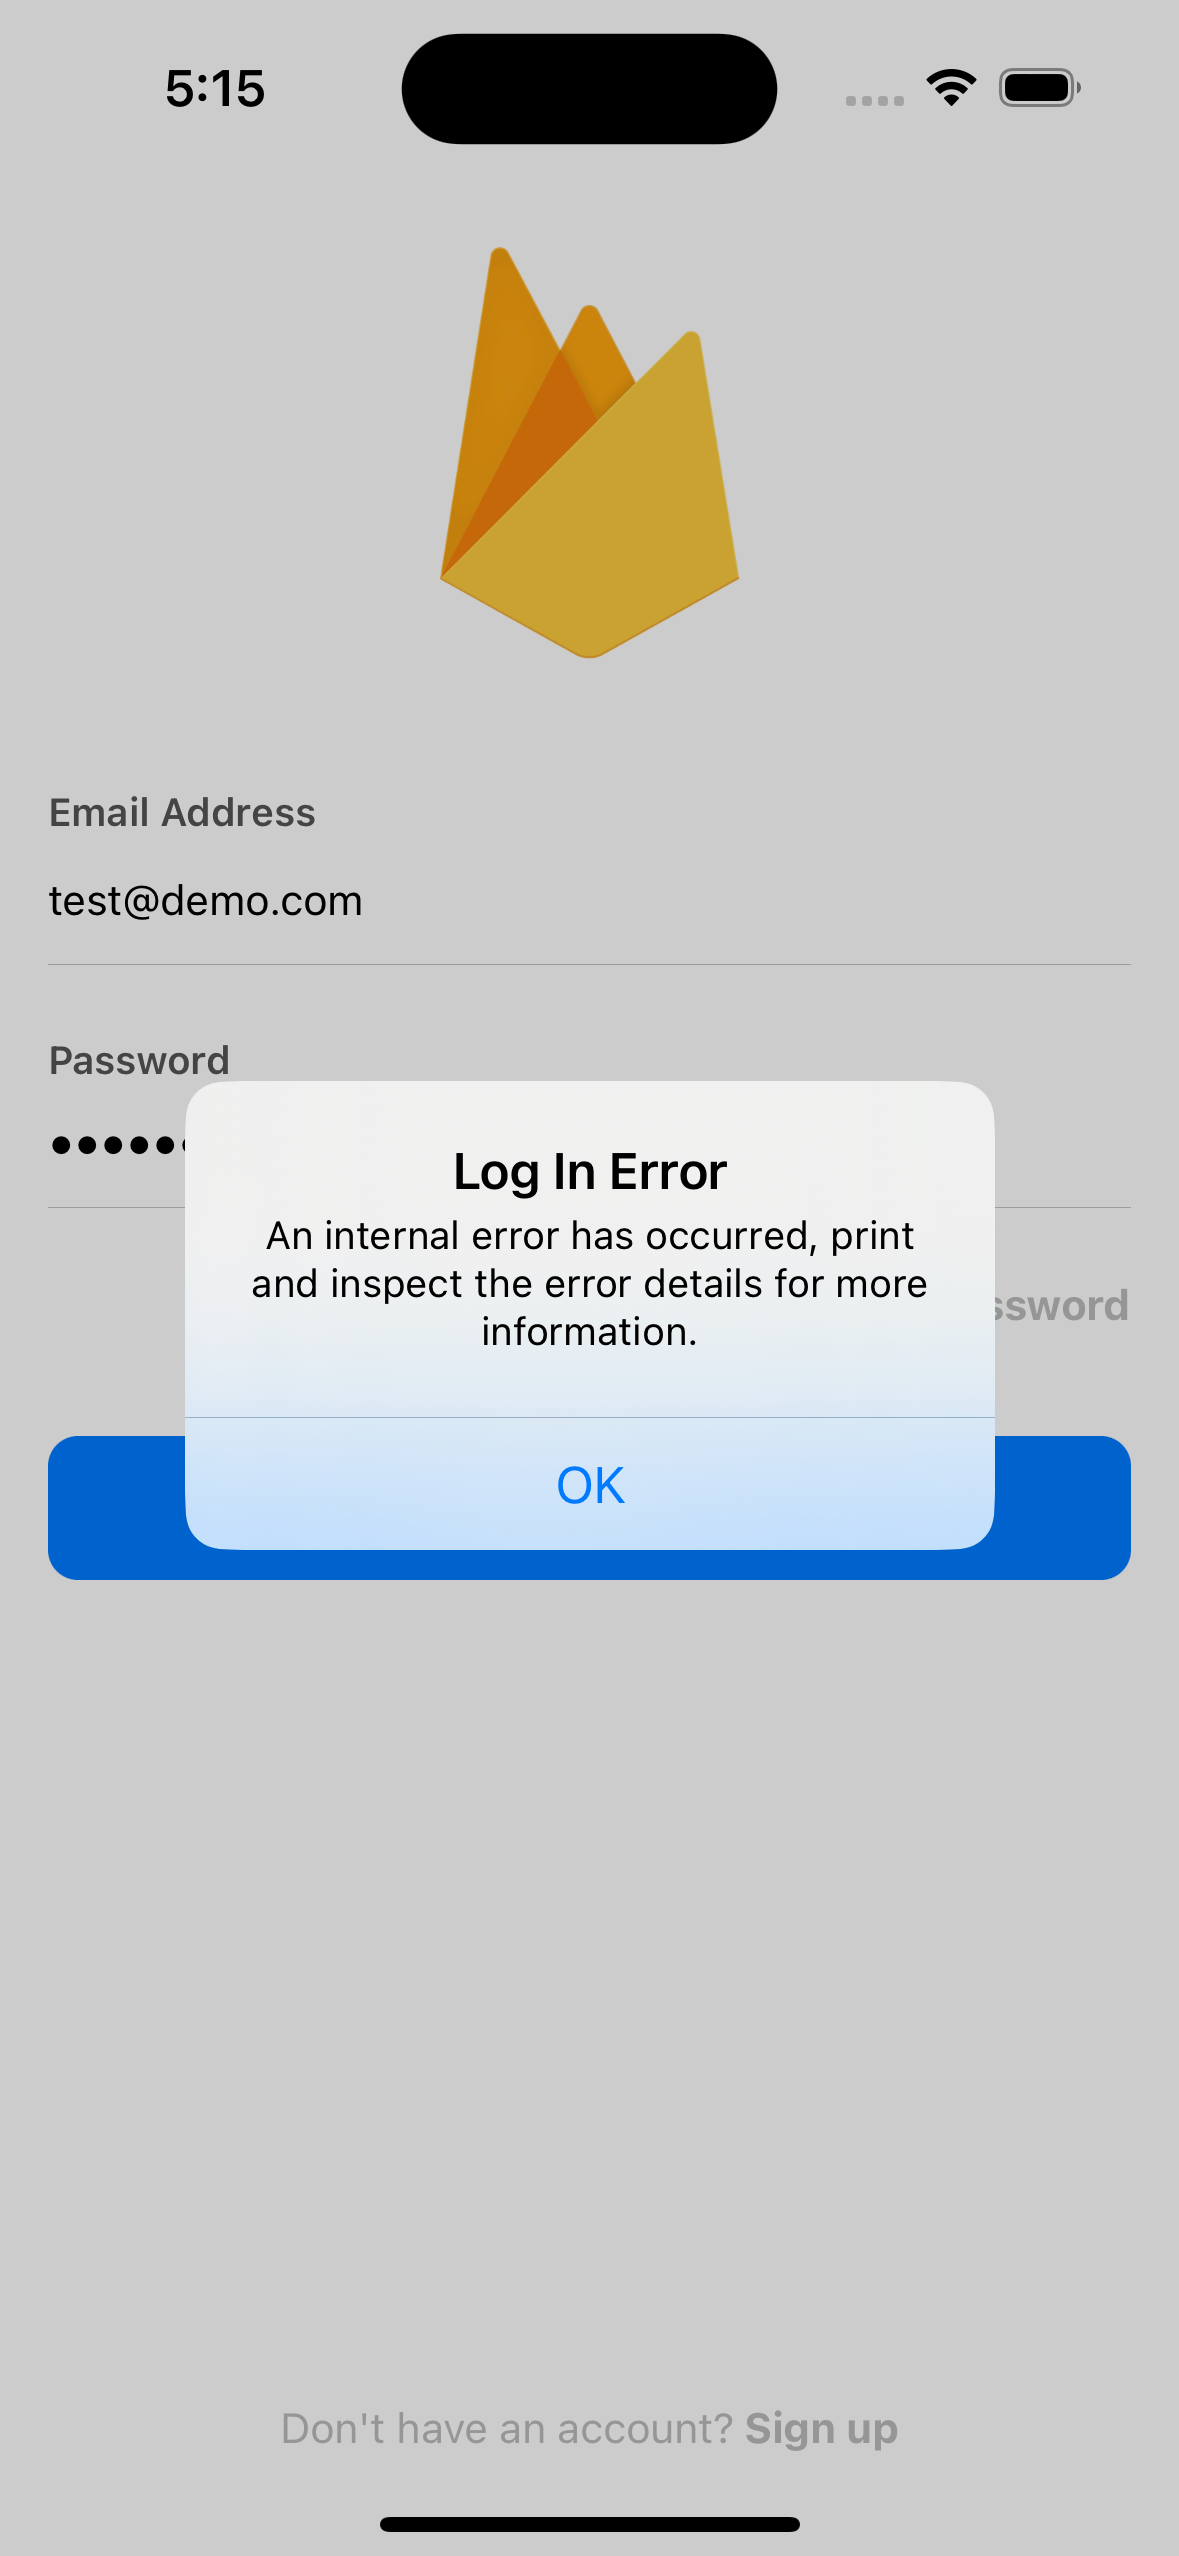 5:15
Email Address
test@demo.com
Password
Log In Error
An internal error has occurred, print
and inspect the error details for more
information.
OK
Don't have an account? Sign up